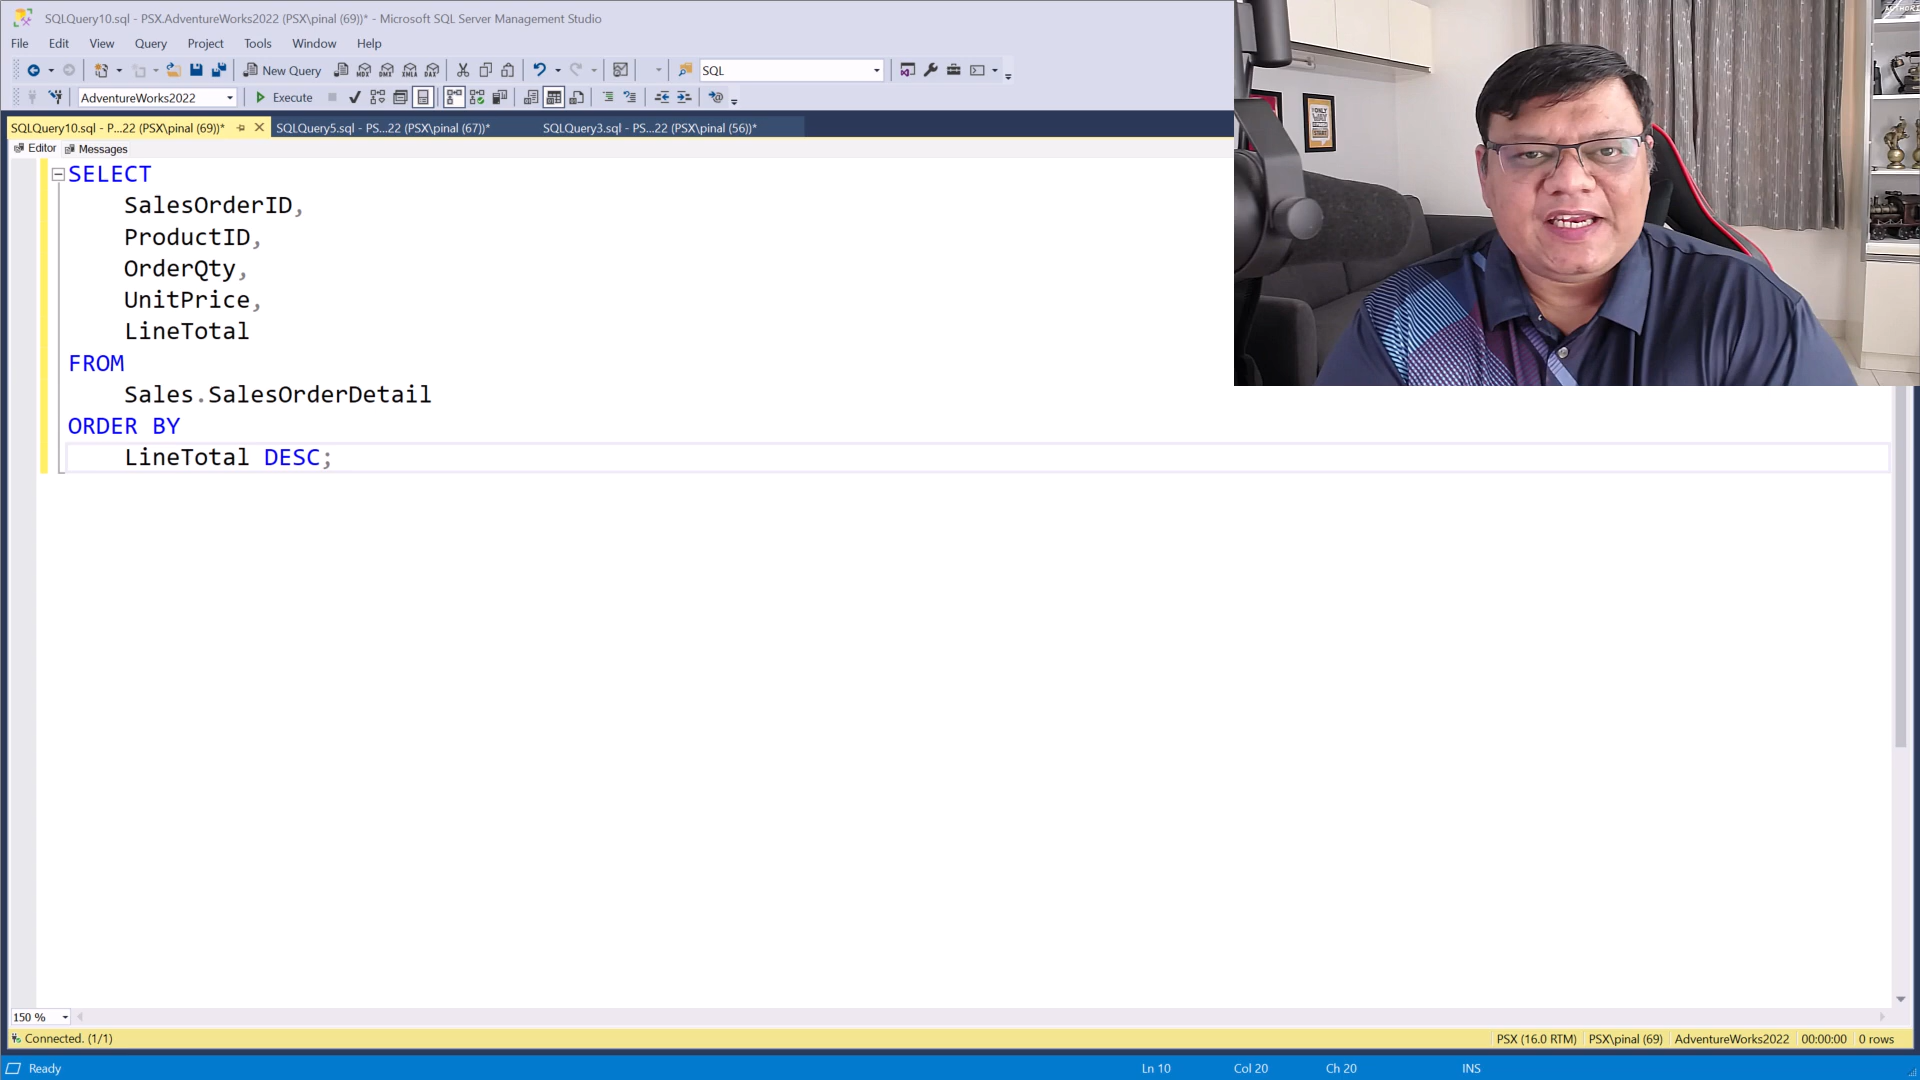 SQLQuery10.sql - PSX.AdventureWorks2022 (PSX\pinal (69))* - Microsoft SQL Server Management Studio
File Edit View Query Project Tools Window Help
New Query MDX DMX XMLA DAX SQL
AdventureWorks2022 Execute
SQLQuery10.sql - P...22 (PSX\pinal (69))* SQLQuery5.sql - PS...22 (PSX\pinal (67))* SQLQuery3.sql - PS...22 (PSX\pinal (56))*
Editor Messages
SELECT
SalesOrderID,
ProductID,
OrderQty,
UnitPrice,
LineTotal
FROM
Sales.SalesOrderDetail
ORDER BY
LineTotal DESC;
150 %
Connected. (1/1) PSX (16.0 RTM) PSX\pinal (69) AdventureWorks2022 00:00:00 0 rows
Ready Ln 10 Col 20 Ch 20 INS